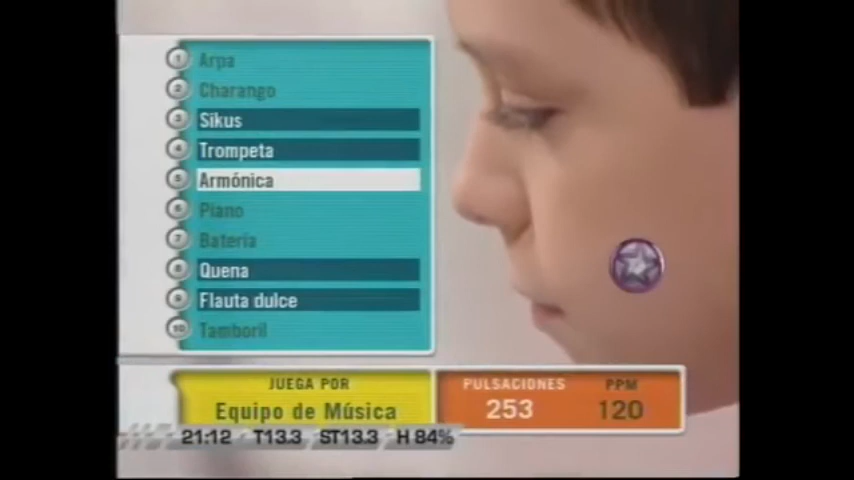 1 Arpa
2 Charango
3 Sikus
4 Trompeta
5 Armónica
6 Piano
7 Batería
8 Quena
9 Flauta dulce
10 Tamboril
JUEGA POR
Equipo de Música
PULSACIONES PPM
253 120
21:12 T13.3 ST13.3 H 84%